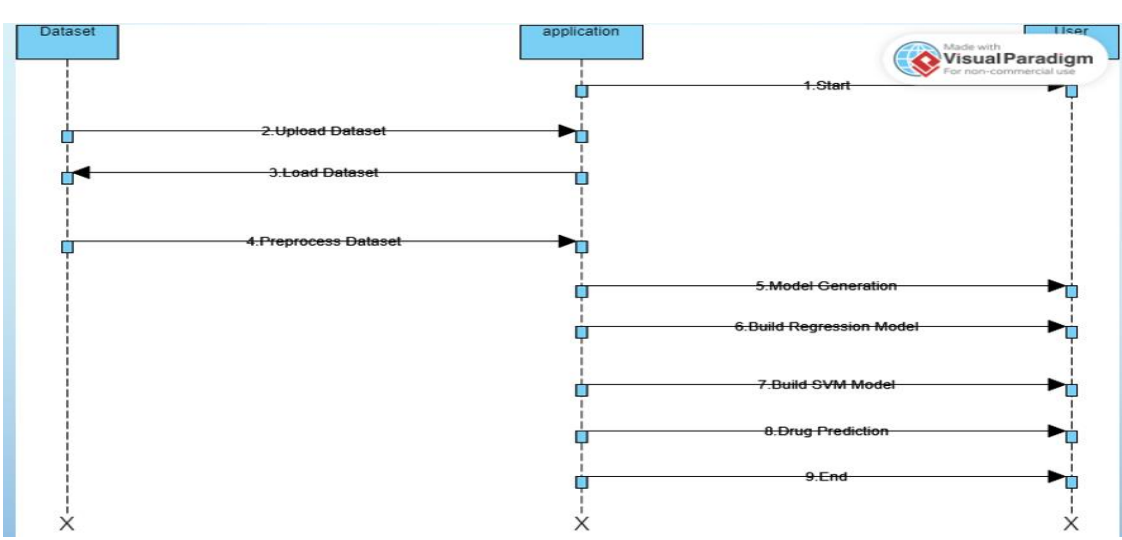 Dataset
application
User
Made with
Visual Paradigm
For non-commercial use
1.Start
2.Upload Dataset
3.Load Dataset
4.Preprocess Dataset
5.Model Generation
6.Build Regression Model
7.Build SVM Model
8.Drug Prediction
9.End